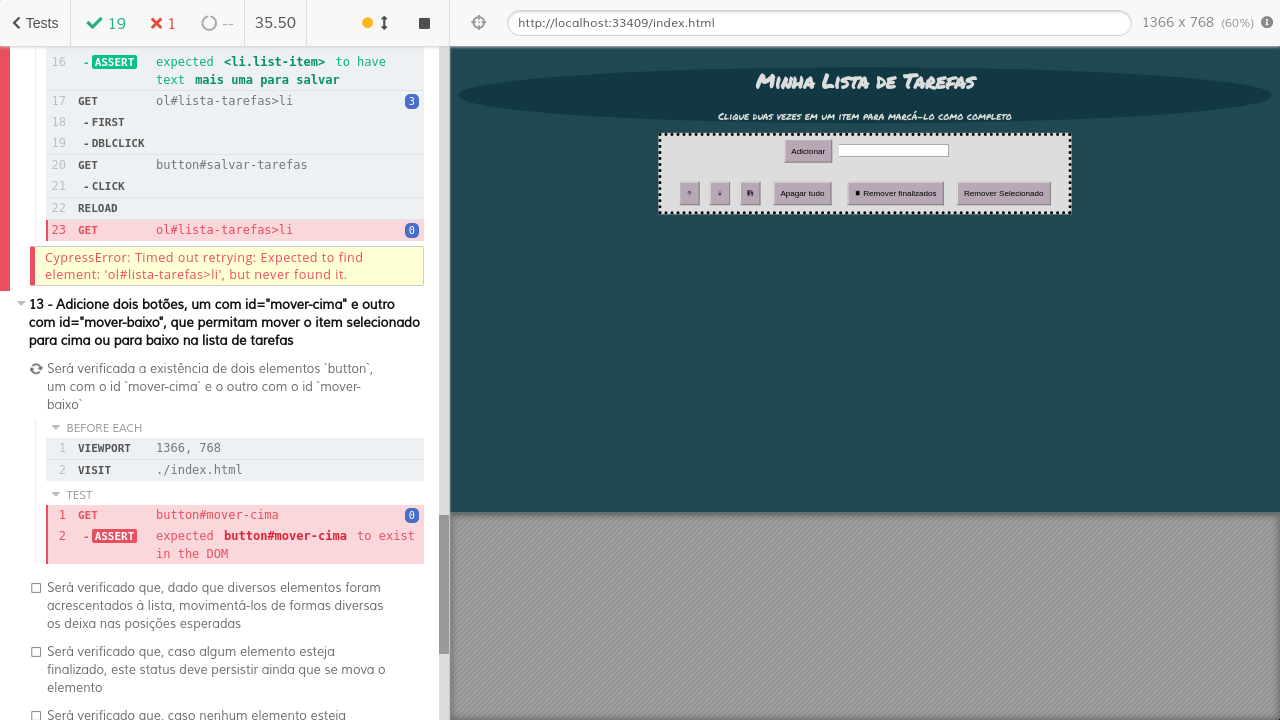 Tests
19
1
--
35.50
http://localhost:33409/index.html
1366 x 768 (60%)
16 - ASSERT expected <li.list-item> to have
text mais uma para salvar
17 GET ol#lista-tarefas>li 3
18 - FIRST
19 - DBLCLICK
20 GET button#salvar-tarefas
21 - CLICK
22 RELOAD
23 GET ol#lista-tarefas>li 0
CypressError: Timed out retrying: Expected to find
element: 'ol#lista-tarefas>li', but never found it.
13 - Adicione dois botões, um com id="mover-cima" e outro
com id="mover-baixo", que permitam mover o item selecionado
para cima ou para baixo na lista de tarefas
Será verificada a existência de dois elementos `button`,
um com o id `mover-cima` e o outro com o id `mover-
baixo`
BEFORE EACH
1 VIEWPORT 1366, 768
2 VISIT ./index.html
TEST
1 GET button#mover-cima 0
2 - ASSERT expected button#mover-cima to exist
in the DOM
Será verificado que, dado que diversos elementos foram
acrescentados à lista, movimentá-los de formas diversas
os deixa nas posições esperadas
Será verificado que, caso algum elemento esteja
finalizado, este status deve persistir ainda que se mova o
elemento
Será verificado que, caso nenhum elemento esteja
Minha Lista de Tarefas
Clique duas vezes em um item para marcá-lo como completo
Adicionar
Apagar tudo
Remover finalizados
Remover Selecionado